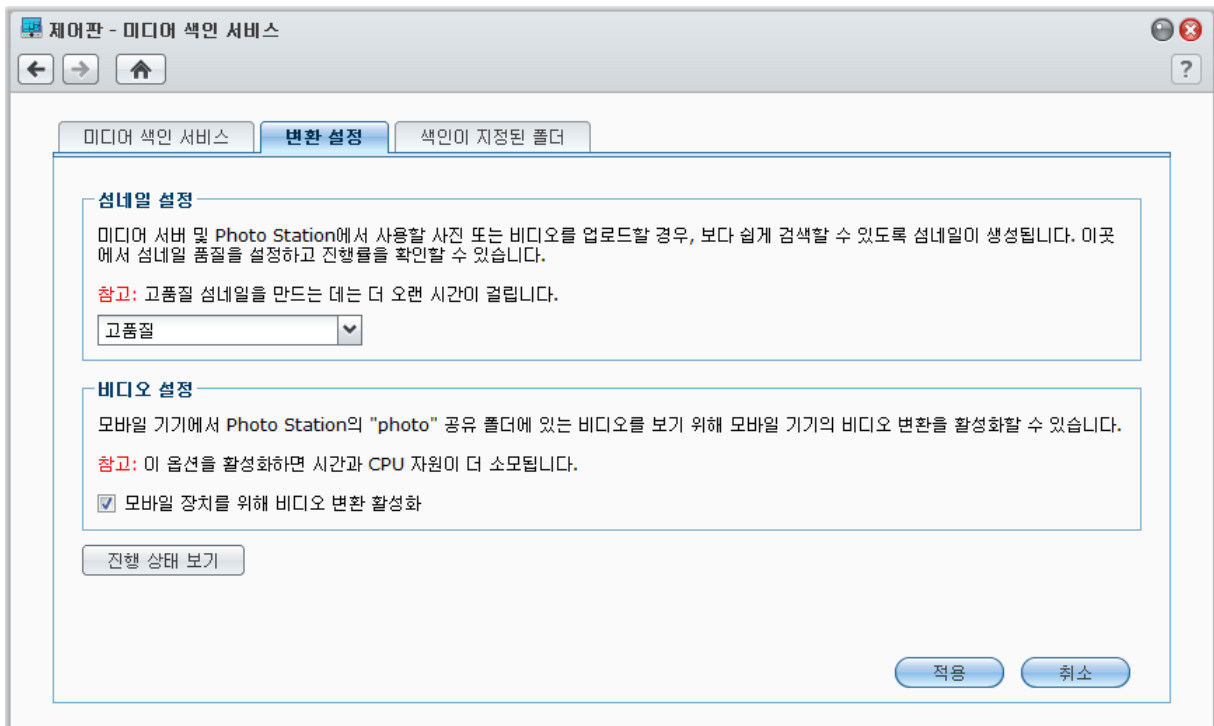 제어판 - 미디어 색인 서비스
?
미디어 색인 서비스
변환 설정
색인이 지정된 폴더
섬네일 설정
미디어 서버 및 Photo Station에서 사용할 사진 또는 비디오를 업로드할 경우, 보다 쉽게 검색할 수 있도록 섬네일이 생성됩니다. 이곳
에서 섬네일 품질을 설정하고 진행률을 확인할 수 있습니다.
참고: 고품질 섬네일을 만드는 데는 더 오랜 시간이 걸립니다.
고품질
비디오 설정
모바일 기기에서 Photo Station의 "photo" 공유 폴더에 있는 비디오를 보기 위해 모바일 기기의 비디오 변환을 활성화할 수 있습니다.
참고: 이 옵션을 활성화하면 시간과 CPU 자원이 더 소모됩니다.
모바일 장치를 위해 비디오 변환 활성화
진행 상태 보기
적용
취소